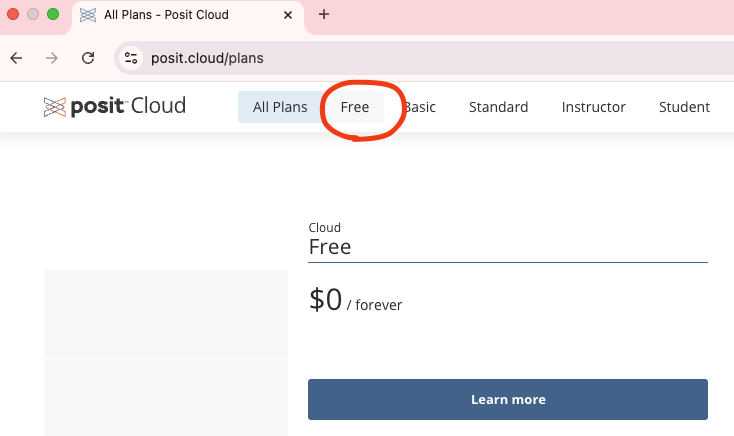 All Plans - Posit Cloud
posit.cloud/plans
posit Cloud All Plans Free Basic Standard Instructor Student
Cloud
Free
$0 / forever
Learn more